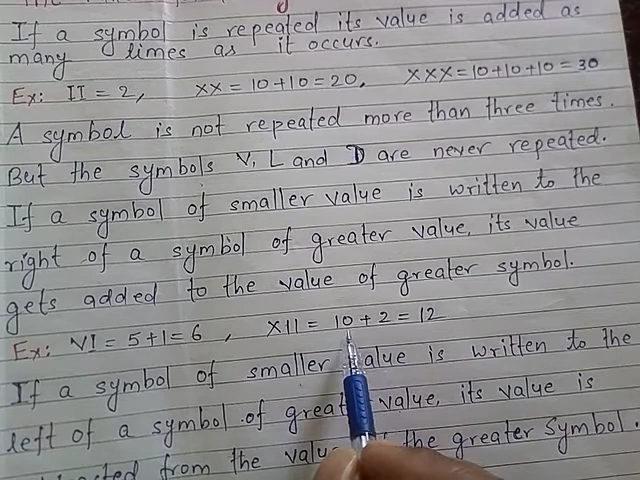 If a symbol is repeated its value is added as
many times as it occurs.
Ex: II = 2, XX = 10+10 = 20, XXX = 10+10+10 = 30
A symbol is not repeated more than three times.
But the symbols V, L and D are never repeated.
If a symbol of smaller value is written to the
right of a symbol of greater value, its value
gets added to the value of greater symbol.
Ex: VI = 5+1 = 6, XII = 10+2 = 12
If a symbol of smaller value is written to the
left of a symbol of great value, its value is
from the value the greater Symbol.